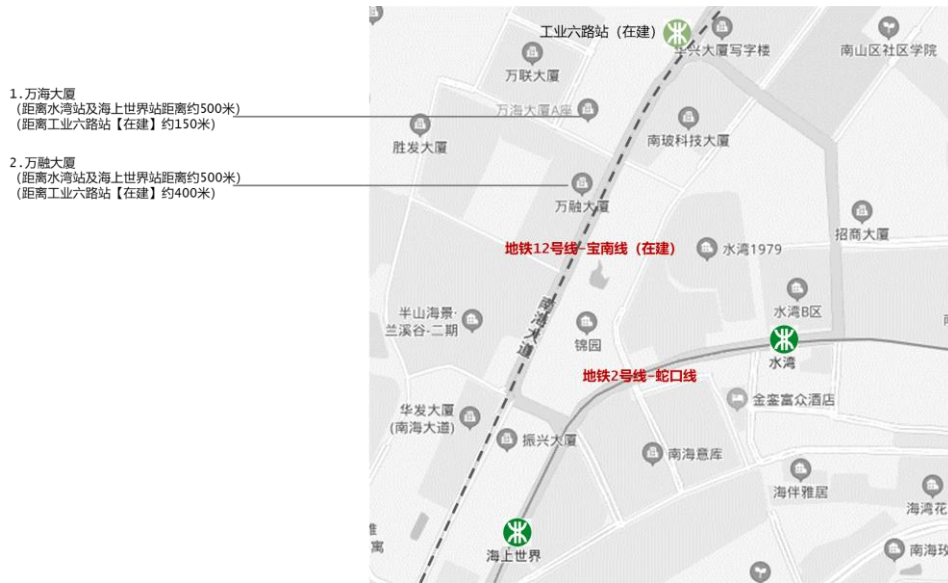 1.万海大厦
(距离水湾站及海上世界站距离约500米)
(距离工业六路站【在建】约150米)
2.万融大厦
(距离水湾站及海上世界站距离约500米)
(距离工业六路站【在建】约400米)
工业六路站（在建）
华兴大厦写字楼
南山区社区学院
万联大厦
万海大厦A座
南玻科技大厦
胜发大厦
万融大厦
招商大厦
地铁12号线-宝南线（在建）
水湾1979
水湾B区
半山海景·
兰溪谷-二期
南海大道
锦园
水湾
地铁2号线-蛇口线
金銮富众酒店
华发大厦
(南海大道)
振兴大厦
南海意库
海伴雅居
海湾花
海上世界
南海玫
寓